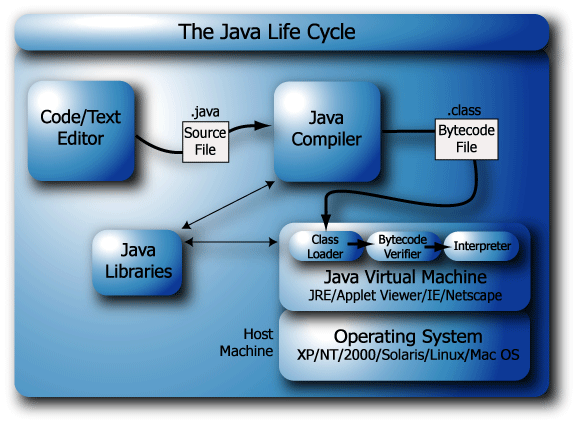 The Java Life Cycle
Code/Text
Editor
.java
Source
File
Java
Compiler
.class
Bytecode
File
Java
Libraries
Class
Loader
Bytecode
Verifier
Interpreter
Java Virtual Machine
JRE/Applet Viewer/IE/Netscape
Host
Machine
Operating System
XP/NT/2000/Solaris/Linux/Mac OS